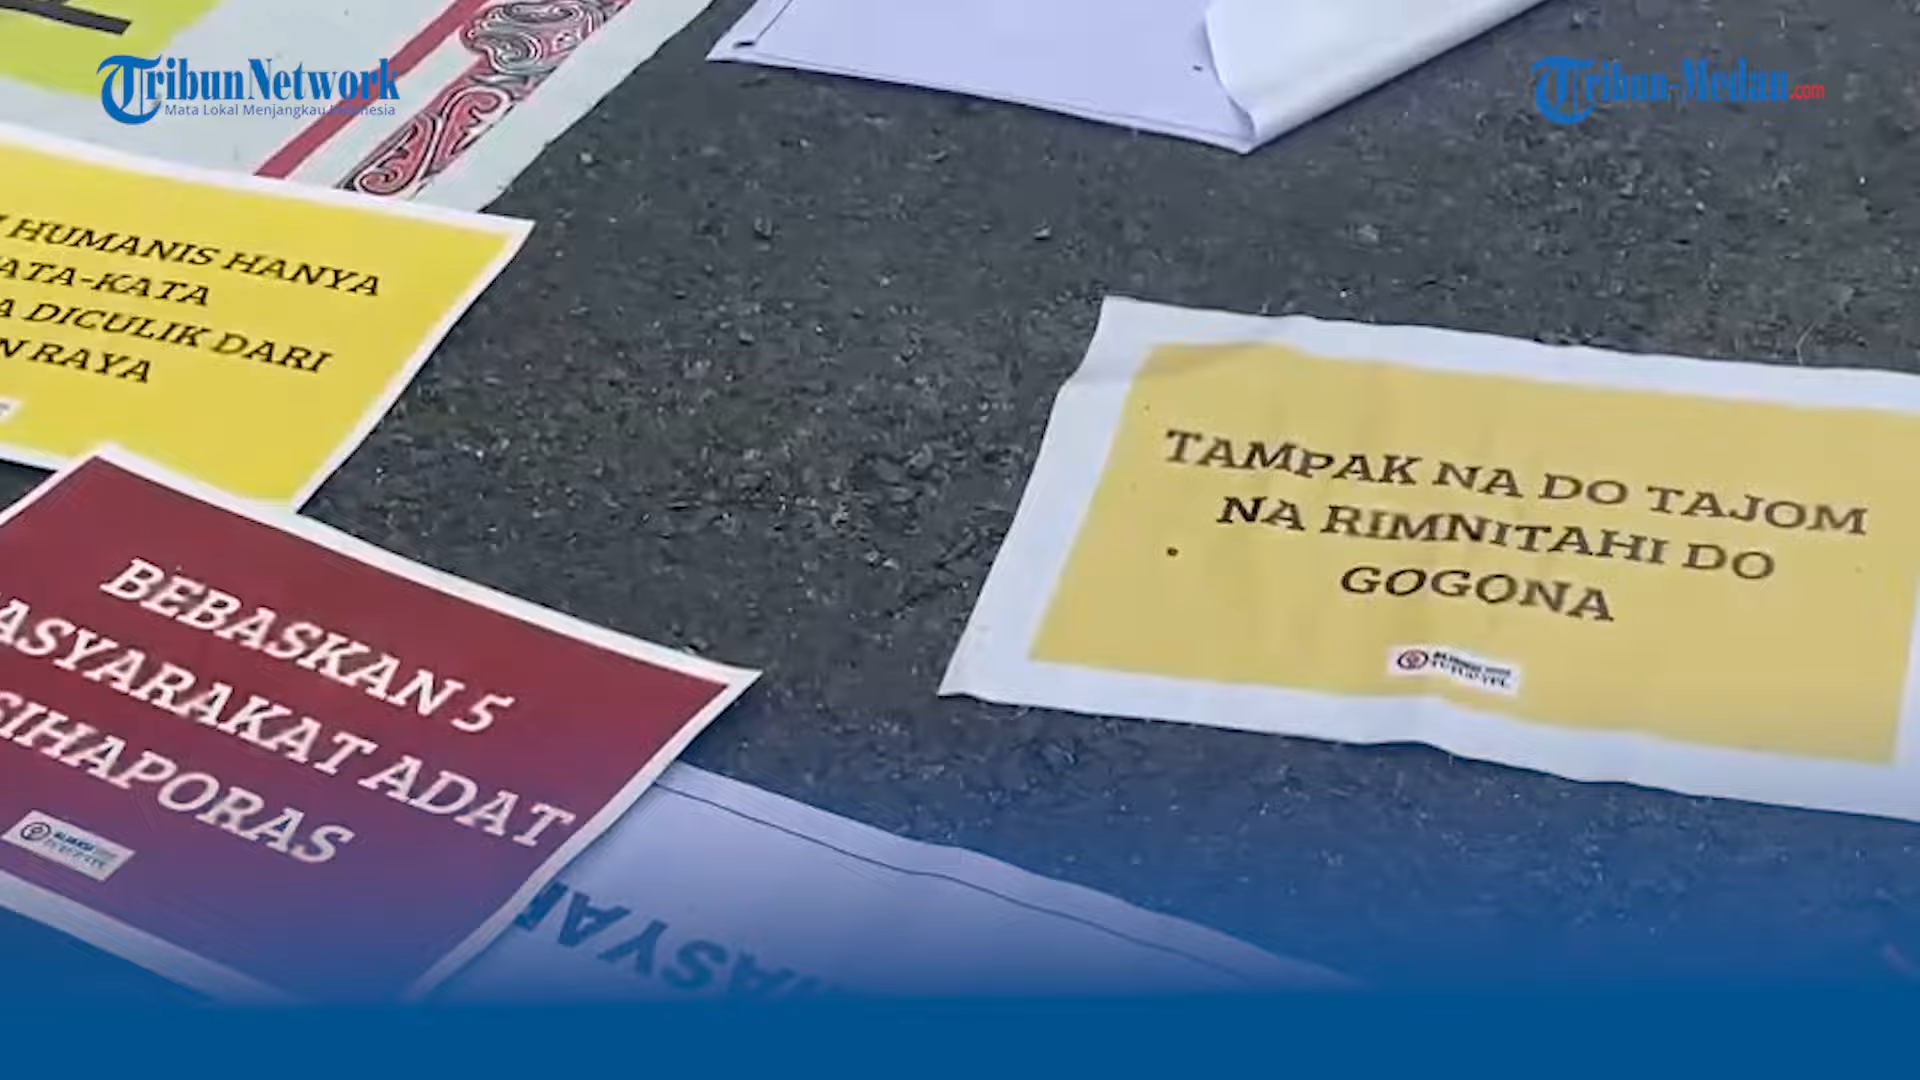 TribunNetwork
Mata Lokal Menjangkau Indonesia
Tribun-Medan.com
HUMANIS HANYA
ATA-KATA
A DICULIK DARI
N RAYA
TAMPAK NA DO TAJOM
NA RIMNITAHI DO
GOGONA
BEBASKAN 5
ASYARAKAT ADAT
SIHAPORAS